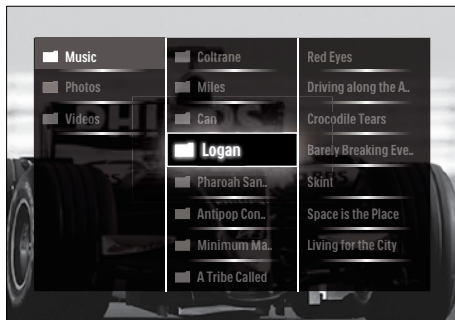 Music
Photos
Videos
Coltrane
Miles
Can
Logan
Pharoah San..
Antipop Con..
Minimum Ma..
A Tribe Called
Red Eyes
Driving along the A..
Crocodile Tears
Barely Breaking Eve..
Skint
Space is the Place
Living for the City
PHILIPS